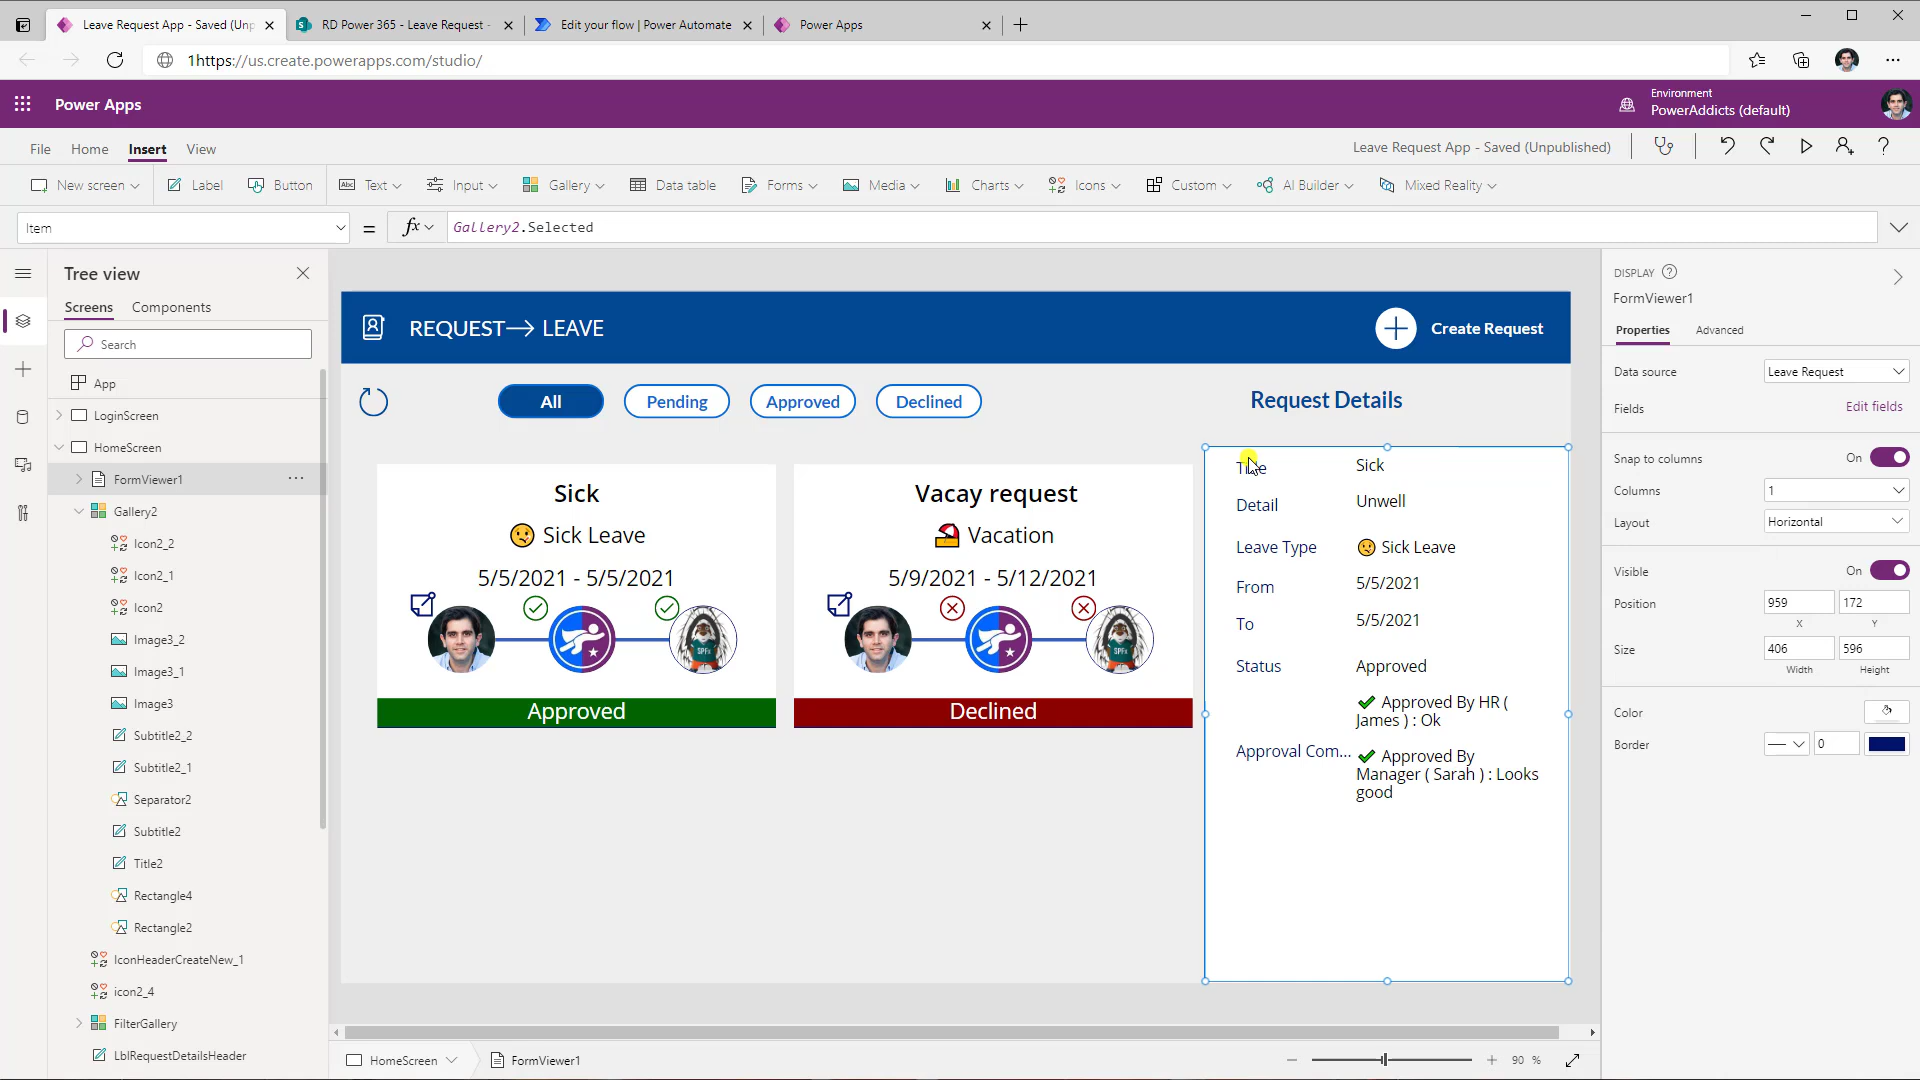 Leave Request App - Saved (Unp
RD Power 365 - Leave Request -
Edit your flow | Power Automate
Power Apps
1https://us.create.powerapps.com/studio/
Power Apps
Environment
PowerAddicts (default)
File
Home
Insert
View
Leave Request App - Saved (Unpublished)
New screen
Label
Button
Abc
Text
Input
Gallery
Data table
Forms
Media
Charts
Icons
Custom
AI Builder
Mixed Reality
Item
=
fx
Gallery2.Selected
Tree view
Screens
Components
Search
App
LoginScreen
HomeScreen
FormViewer1
Gallery2
Icon2_2
Icon2_1
Icon2
Image3_2
Image3_1
Image3
Subtitle2_2
Subtitle2_1
Separator2
Subtitle2
Title2
Rectangle4
Rectangle2
IconHeaderCreateNew_1
icon2_4
FilterGallery
LblRequestDetailsHeader
REQUEST LEAVE
Create Request
All
Pending
Approved
Declined
Request Details
Sick
Sick Leave
5/5/2021 - 5/5/2021
SPFx
Approved
Vacay request
Vacation
5/9/2021 - 5/12/2021
SPFx
Declined
Title
Sick
Detail
Unwell
Leave Type
Sick Leave
From
5/5/2021
To
5/5/2021
Status
Approved
Approval Com...
Approved By HR (
James ) : Ok
Approved By
Manager ( Sarah ) : Looks
good
DISPLAY
FormViewer1
Properties
Advanced
Data source
Leave Request
Fields
Edit fields
Snap to columns
On
Columns
1
Layout
Horizontal
Visible
On
Position
959
172
X
Y
Size
406
596
Width
Height
Color
Border
0
HomeScreen
FormViewer1
90 %